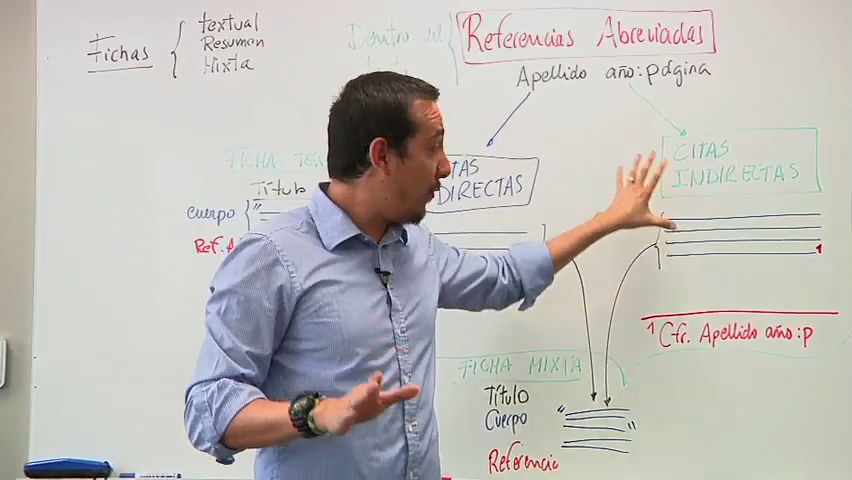 Fichas
textual
Resumen
Mixta
Dentro del
Referencias Abreviadas
Apellido año:página
FICHA
Título
cuerpo "
Ref.
DIRECTAS
CITAS
INDIRECTAS
1
1 Cfr. Apellido año:p
FICHA MIXTA
Título
Cuerpo " "
Referencia